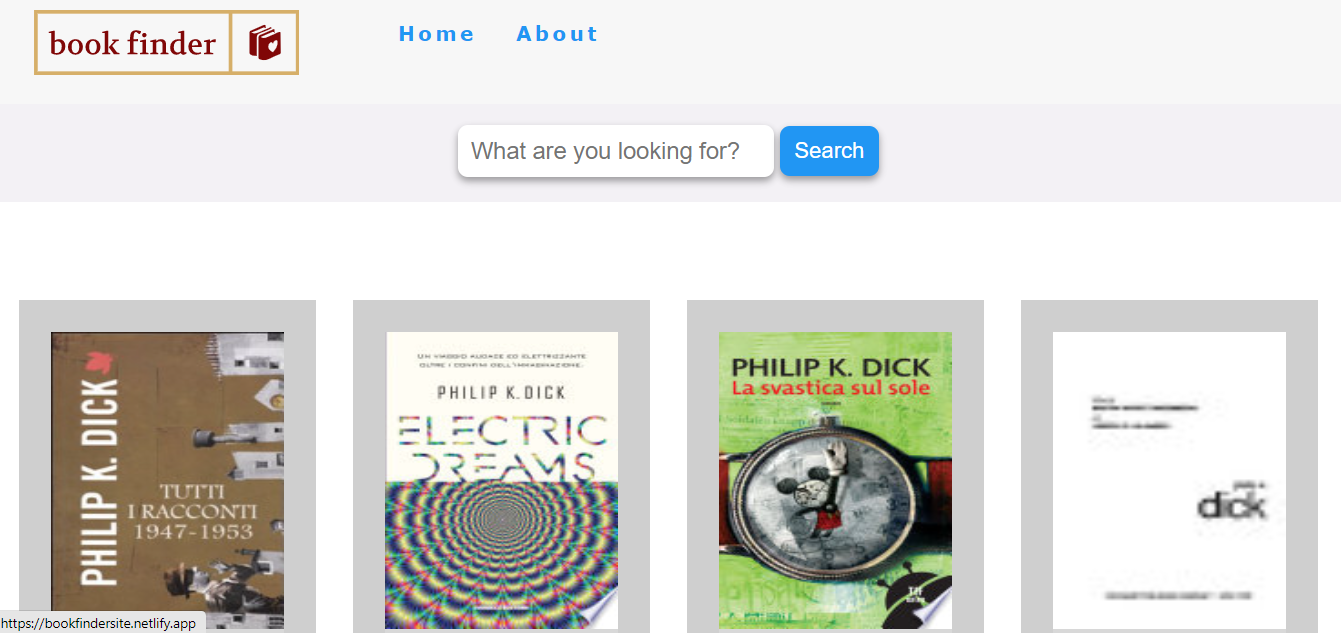 book finder
Home
About
What are you looking for?
Search
PHILIP K. DICK
TUTTI
I RACCONTI
1947-1953
UN VIAGGIO AUDACE ED ELETTRIZZANTE
OLTRE I CONFINI DELL'IMMAGINAZIONE.
PHILIP K. DICK
ELECTRIC
DREAMS
PHILIP K. DICK
La svastica sul sole
dick
https://bookfindersite.netlify.app